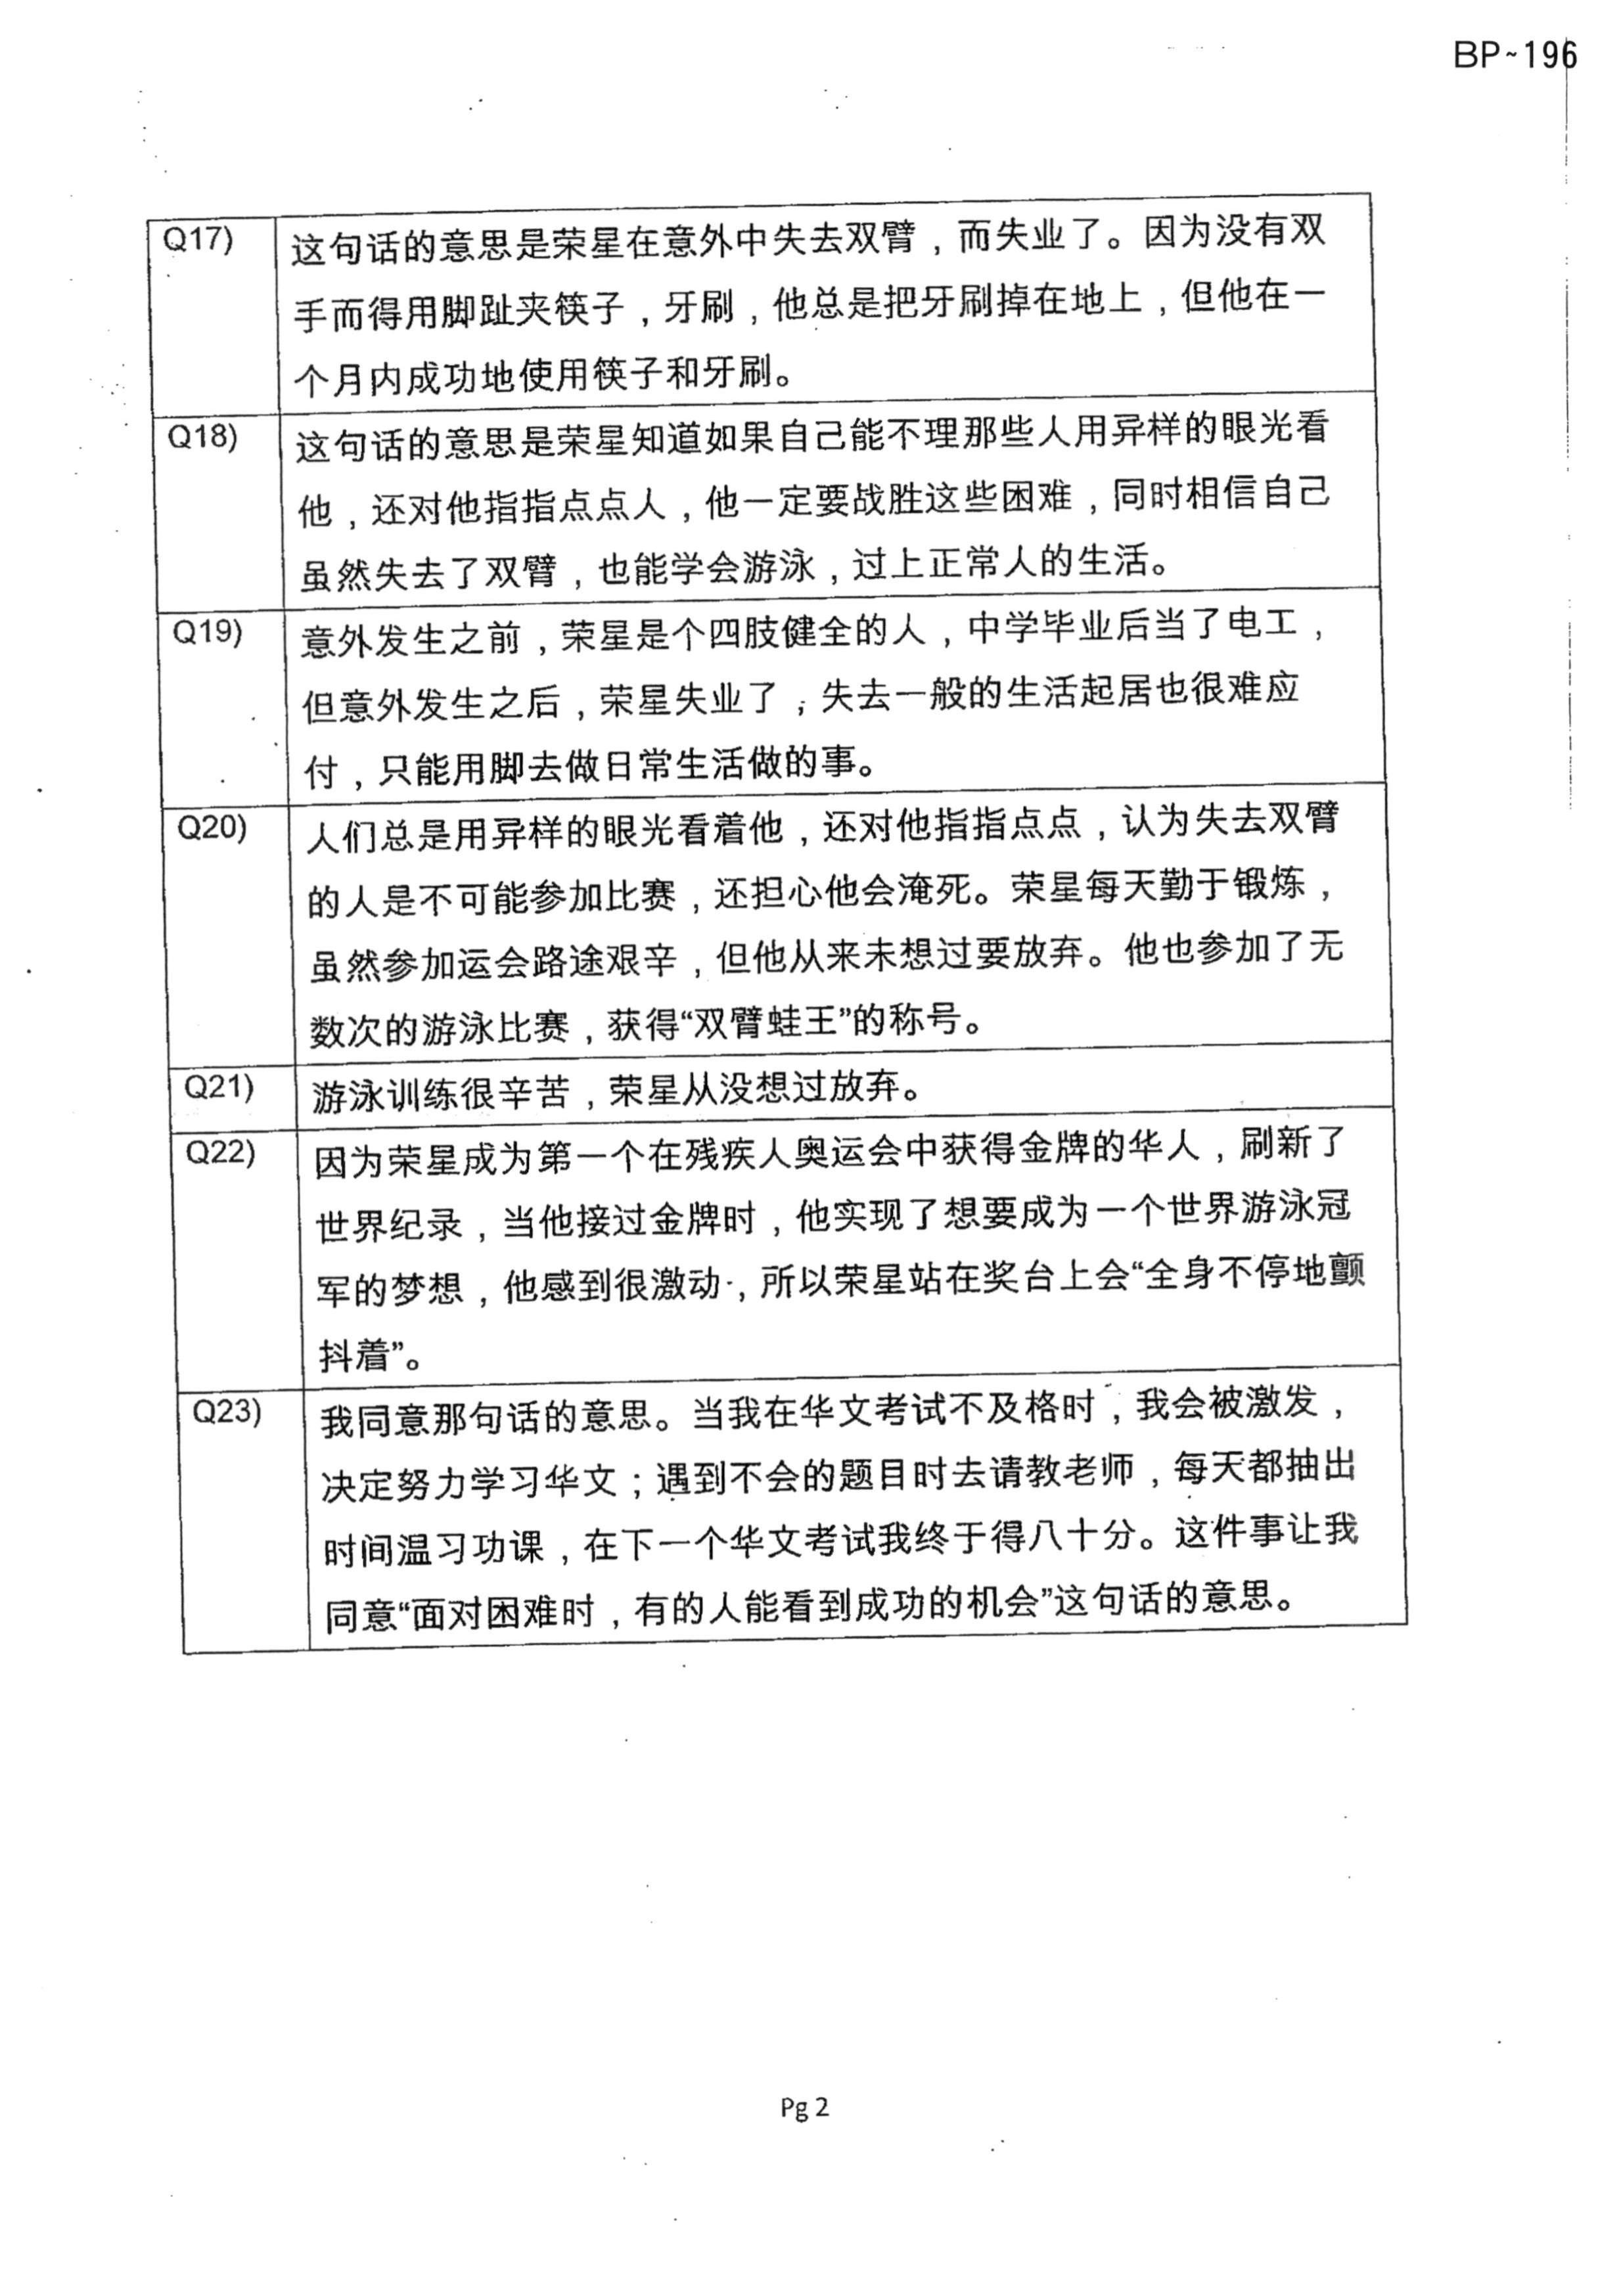 BP~196
Q17) 这句话的意思是荣星在意外中失去双臂，而失业了。因为没有双
手而得用脚趾夹筷子，牙刷，他总是把牙刷掉在地上，但他在一
个月内成功地使用筷子和牙刷。
Q18) 这句话的意思是荣星知道如果自己能不理那些人用异样的眼光看
他，还对他指指点点人，他一定要战胜这些困难，同时相信自己
虽然失去了双臂，也能学会游泳，过上正常人的生活。
Q19) 意外发生之前，荣星是个四肢健全的人，中学毕业后当了电工，
但意外发生之后，荣星失业了，失去一般的生活起居也很难应
付，只能用脚去做日常生活做的事。
Q20) 人们总是用异样的眼光看着他，还对他指指点点，认为失去双臂
的人是不可能参加比赛，还担心他会淹死。荣星每天勤于锻炼，
虽然参加运会路途艰辛，但他从来未想过要放弃。他也参加了无
数次的游泳比赛，获得“双臂蛙王”的称号。
Q21) 游泳训练很辛苦，荣星从没想过放弃。
Q22) 因为荣星成为第一个在残疾人奥运会中获得金牌的华人，刷新了
世界纪录，当他接过金牌时，他实现了想要成为一个世界游泳冠
军的梦想，他感到很激动，所以荣星站在奖台上会“全身不停地颤
抖着”。
Q23) 我同意那句话的意思。当我在华文考试不及格时，我会被激发，
决定努力学习华文；遇到不会的题目时去请教老师，每天都抽出
时间温习功课，在下一个华文考试我终于得八十分。这件事让我
同意“面对困难时，有的人能看到成功的机会”这句话的意思。
Pg 2